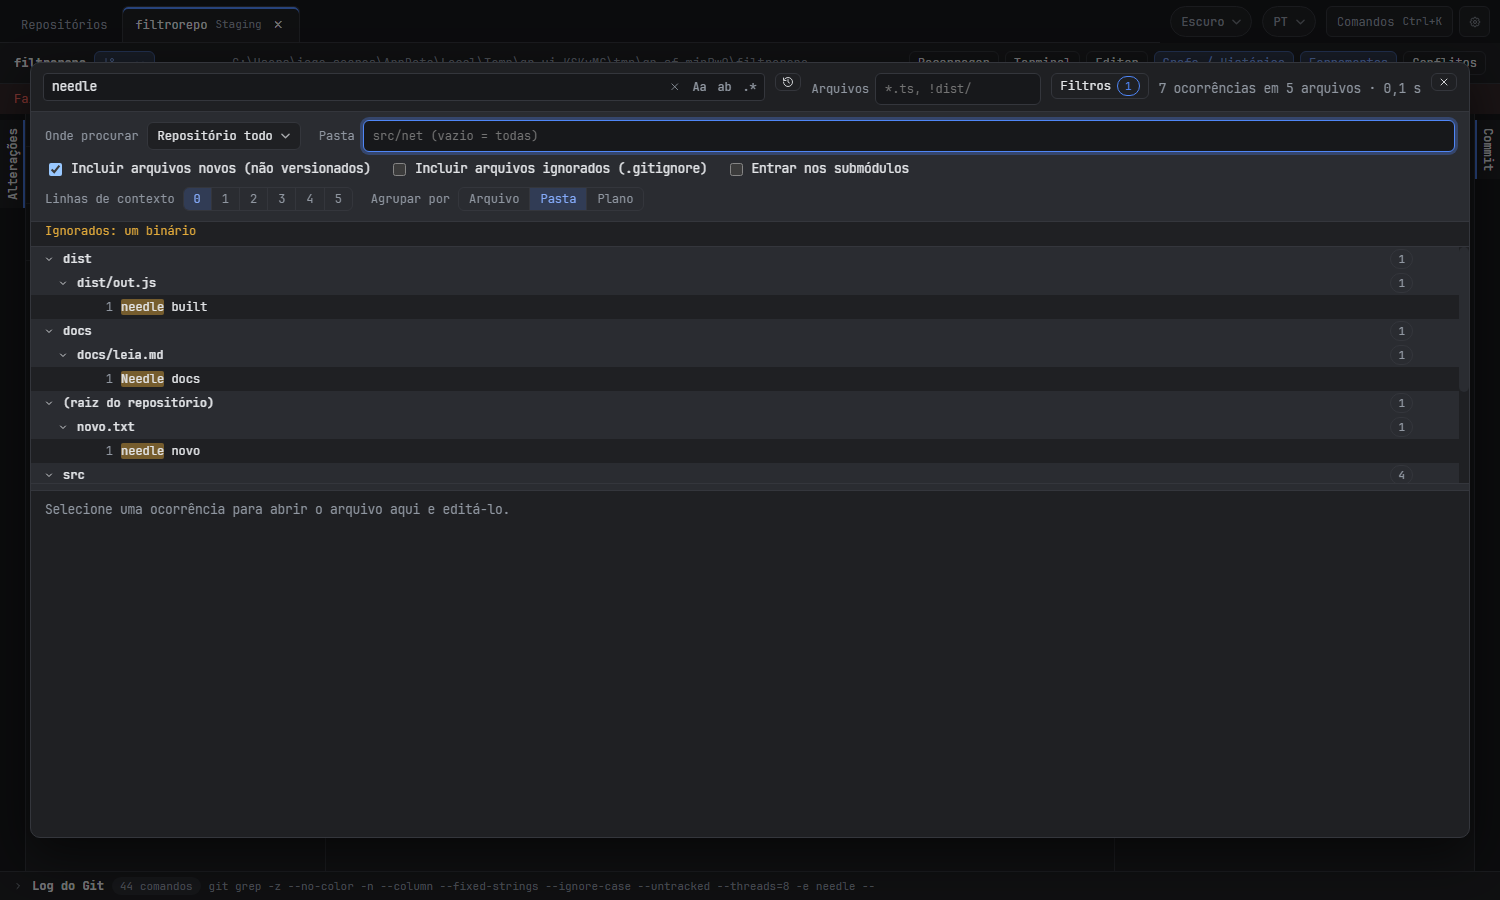 Repositórios filtrorepo Staging × Escuro PT Comandos Ctrl+K
needle × Aa ab .* Arquivos *.ts, !dist/ Filtros 1 7 ocorrências em 5 arquivos · 0,1 s ×
Onde procurar Repositório todo Pasta src/net (vazio = todas)
Incluir arquivos novos (não versionados) Incluir arquivos ignorados (.gitignore) Entrar nos submódulos
Linhas de contexto 0 1 2 3 4 5 Agrupar por Arquivo Pasta Plano
Ignorados: um binário
dist 1
dist/out.js 1
1 needle built
docs 1
docs/leia.md 1
1 Needle docs
(raiz do repositório) 1
novo.txt 1
1 needle novo
src 4
Selecione uma ocorrência para abrir o arquivo aqui e editá-lo.
Alterações
Commit
Log do Git 44 comandos git grep -z --no-color -n --column --fixed-strings --ignore-case --untracked --threads=8 -e needle --